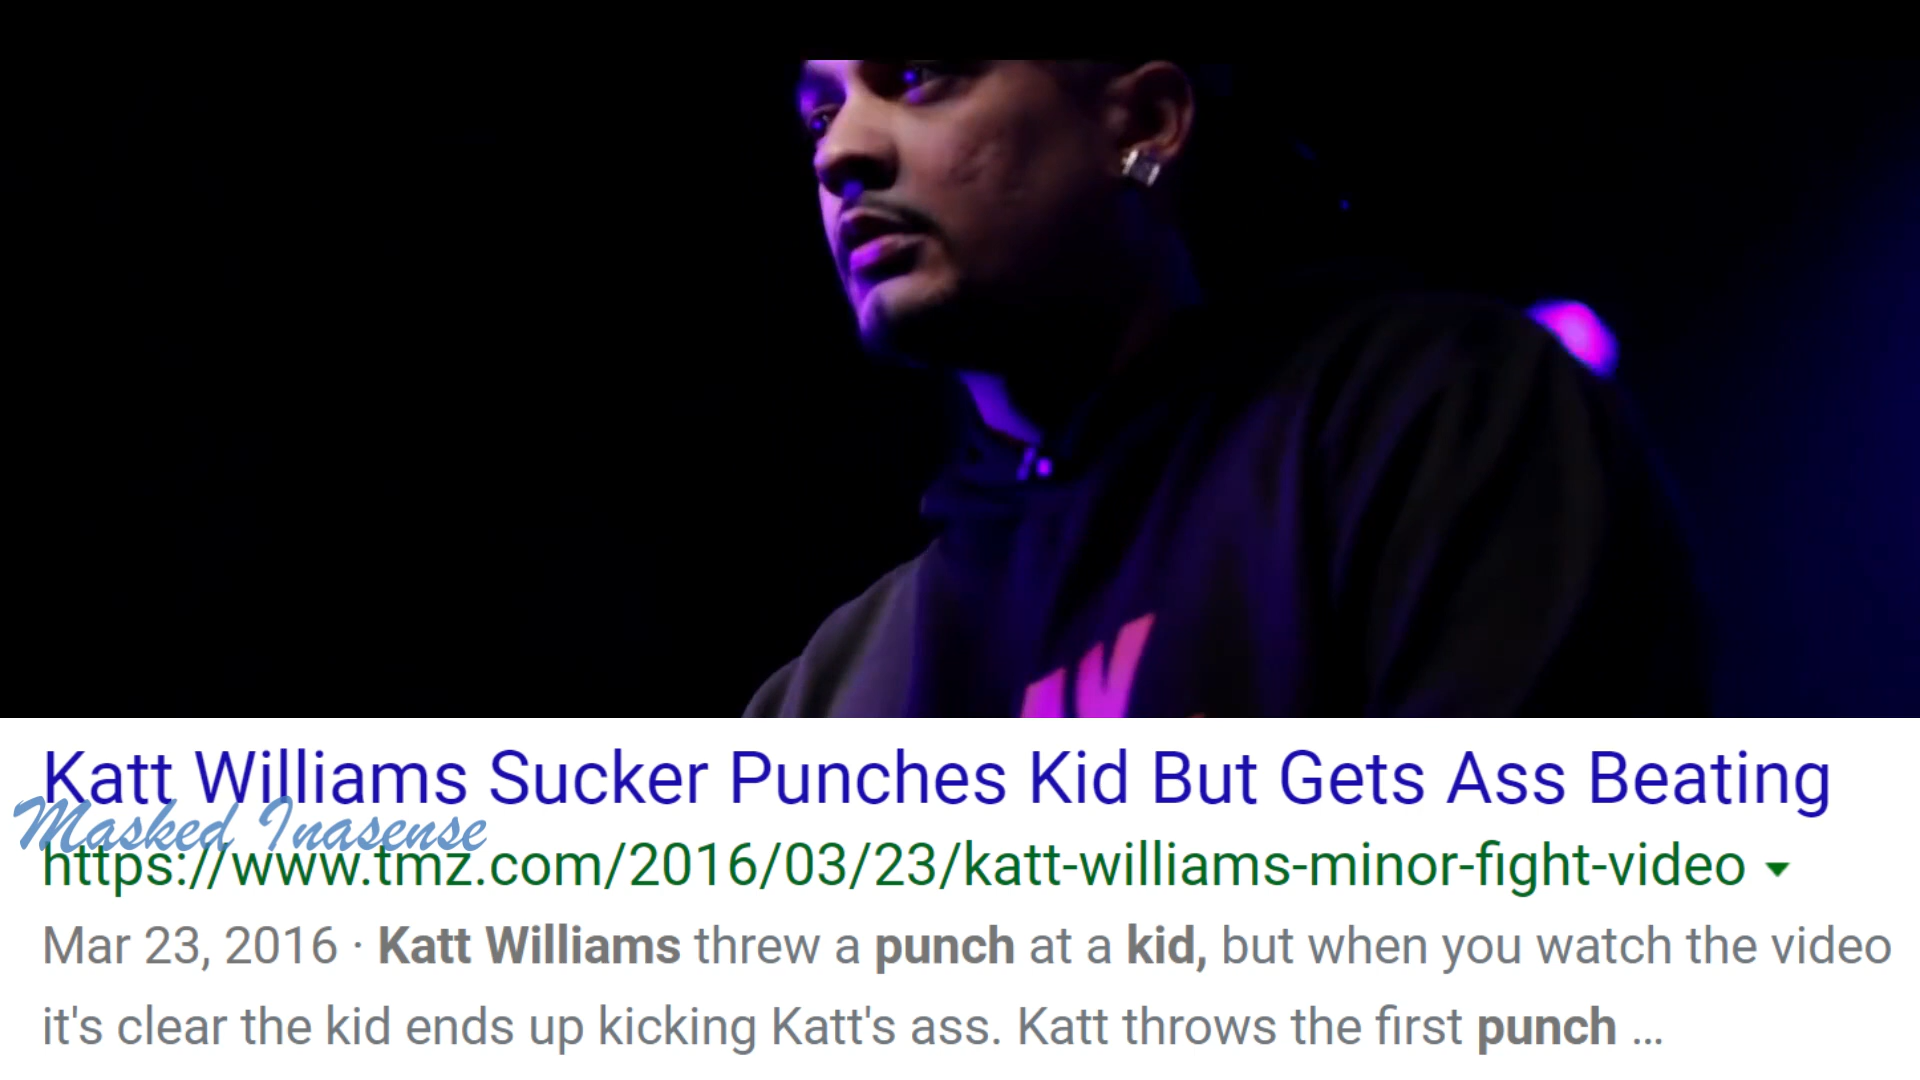 Katt Williams Sucker Punches Kid But Gets Ass Beating
Masked Inasense
https://www.tmz.com/2016/03/23/katt-williams-minor-fight-video
Mar 23, 2016 · Katt Williams threw a punch at a kid, but when you watch the video
it's clear the kid ends up kicking Katt's ass. Katt throws the first punch ...